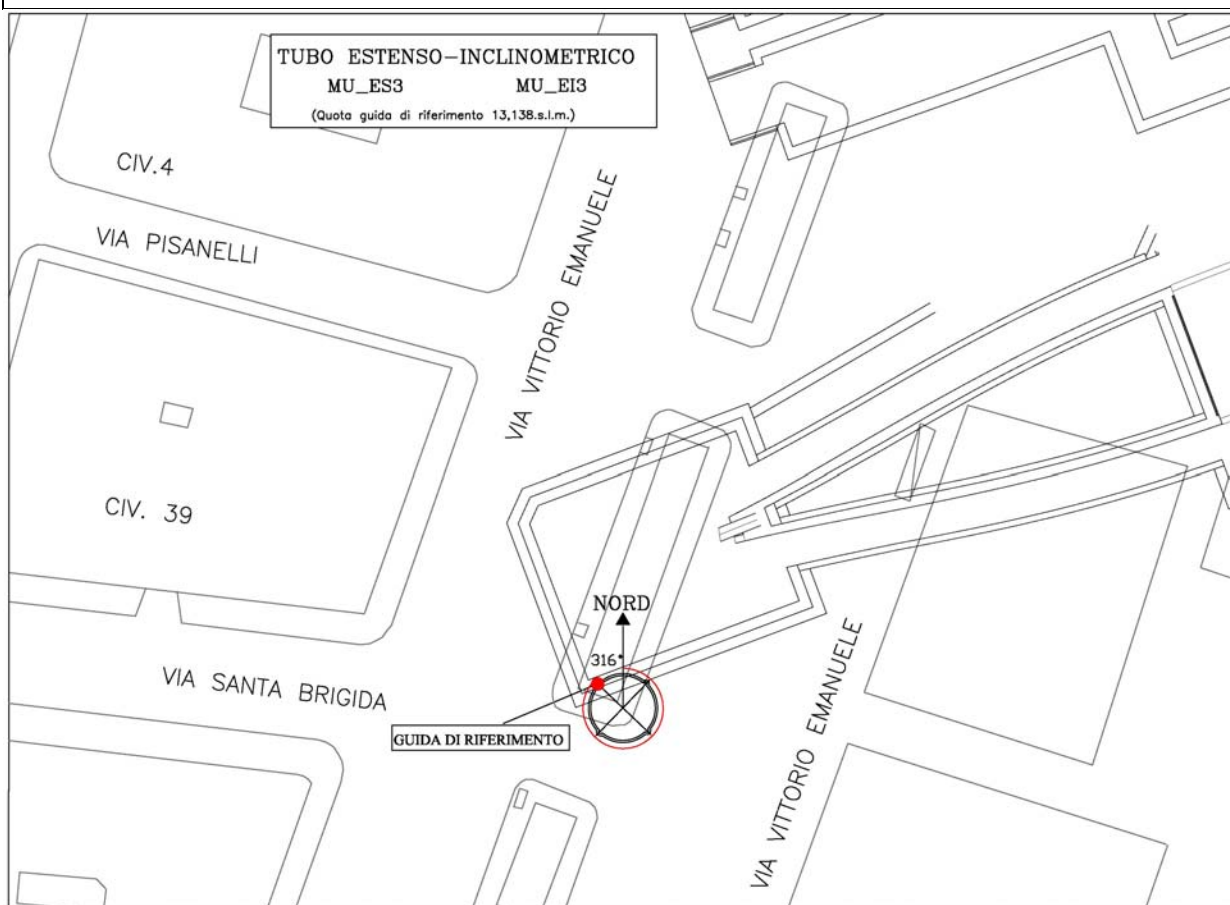 TUBO ESTENSO-INCLINOMETRICO
MU_ES3 MU_EI3
(Quota guida di riferimento 13,138.s.l.m.)
CIV.4
VIA PISANELLI
VIA VITTORIO EMANUELE
CIV. 39
NORD
316°
VIA SANTA BRIGIDA
GUIDA DI RIFERIMENTO
VIA VITTORIO EMANUELE